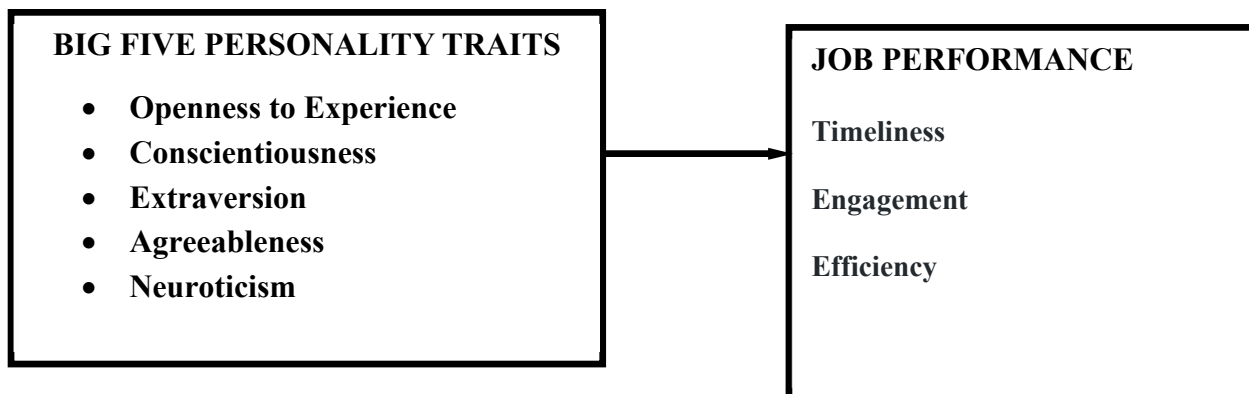 BIG FIVE PERSONALITY TRAITS
• Openness to Experience
• Conscientiousness
• Extraversion
• Agreeableness
• Neuroticism
JOB PERFORMANCE
Timeliness
Engagement
Efficiency